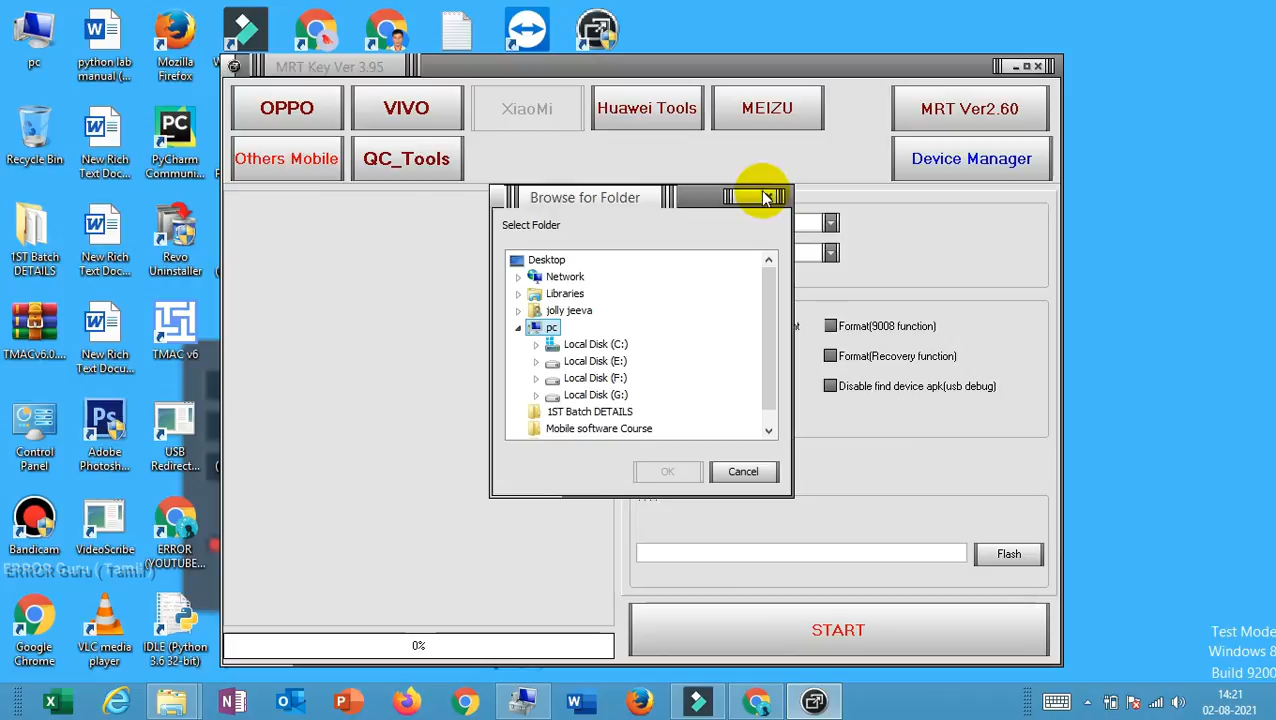 pc
python lab
manual (...
Mozilla
Firefox
MRT Key Ver 3.95
OPPO
VIVO
XiaoMi
Huawei Tools
MEIZU
MRT Ver2.60
Others Mobile
QC_Tools
Device Manager
Recycle Bin
New Rich
Text Doc...
PyCharm
Communi...
Browse for Folder
Select Folder
Desktop
Network
Libraries
jolly jeeva
pc
Local Disk (C:)
Local Disk (E:)
Local Disk (F:)
Local Disk (G:)
1ST Batch DETAILS
Mobile software Course
OK
Cancel
Format(9008 function)
Format(Recovery function)
Disable find device apk(usb debug)
1ST Batch
DETAILS
New Rich
Text Doc...
Revo
Uninstaller
TMACv6.0....
New Rich
Text Docu...
TMAC v6
Control
Panel
Adobe
Photosh...
USB
Redirect...
Bandicam
VideoScribe
ERROR
(YOUTUBE...
ERROR Guru ( Tamil)
Flash
START
0%
Google
Chrome
VLC media
player
IDLE (Python
3.6 32-bit)
Test Mode
Windows 8
Build 9200
14:21
02-08-2021